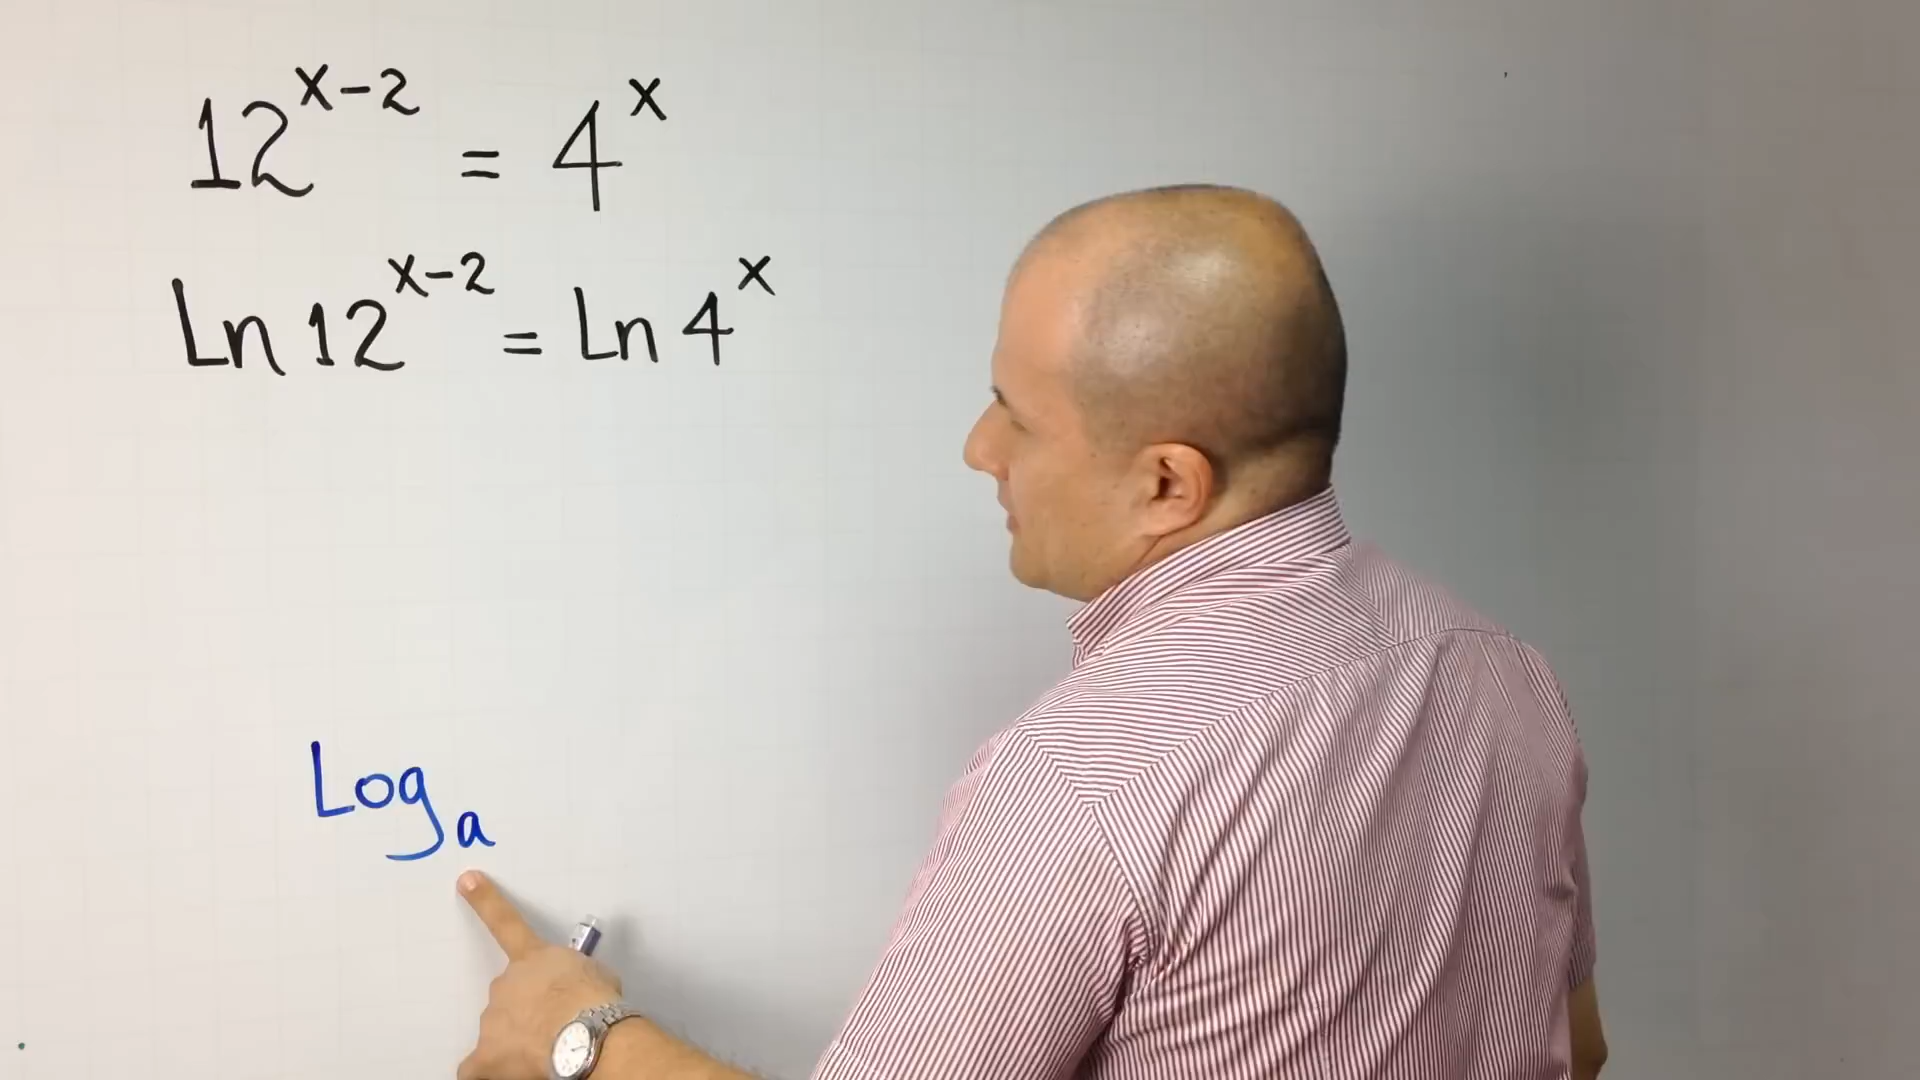 12^{x-2} = 4^x
Ln 12^{x-2} = Ln 4^x
Log_a